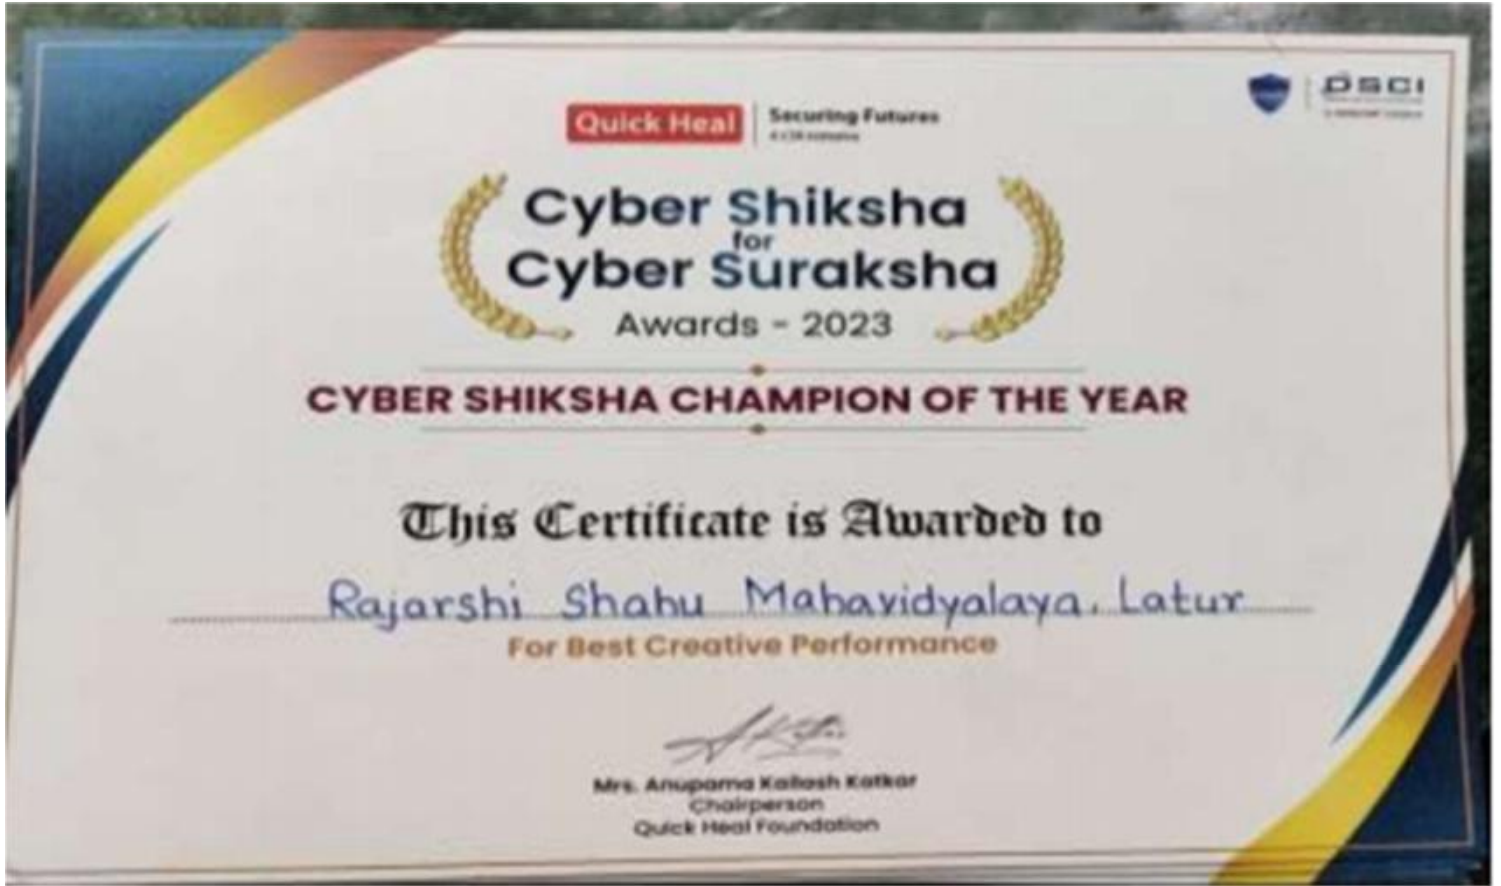 Quick Heal
Securing Futures
DSCI
Cyber Shiksha
for
Cyber Suraksha
Awards - 2023
CYBER SHIKSHA CHAMPION OF THE YEAR
This Certificate is Awarded to
Rajarshi Shahu Mahavidyalaya, Latur
For Best Creative Performance
Mrs. Anupama Kailash Katkar
Chairperson
Quick Heal Foundation